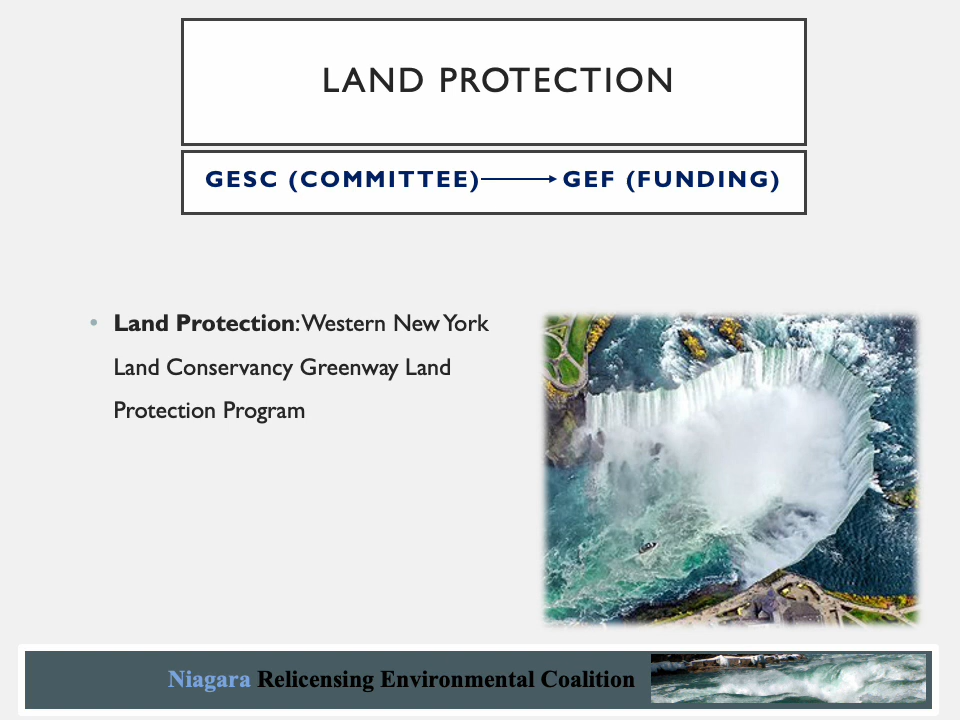 LAND PROTECTION
GESC (COMMITTEE) GEF (FUNDING)
• Land Protection: Western New York
Land Conservancy Greenway Land
Protection Program
Niagara Relicensing Environmental Coalition